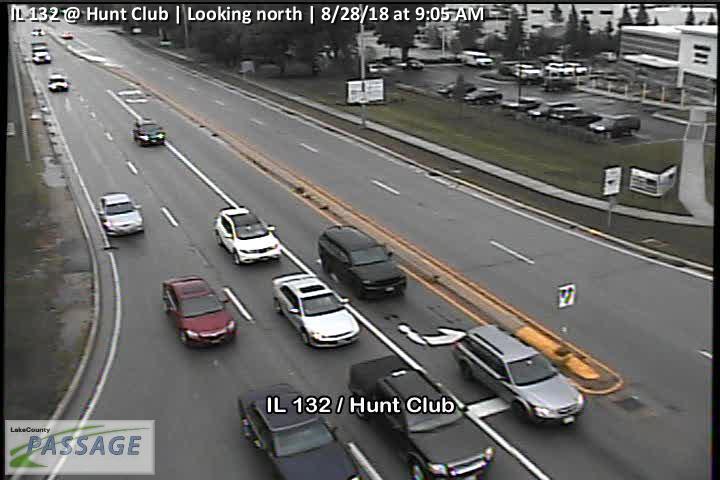 IL 132 @ Hunt Club | Looking north | 8/28/18 at 9:05 AM
IL 132 / Hunt Club
LakeCounty
PASSAGE